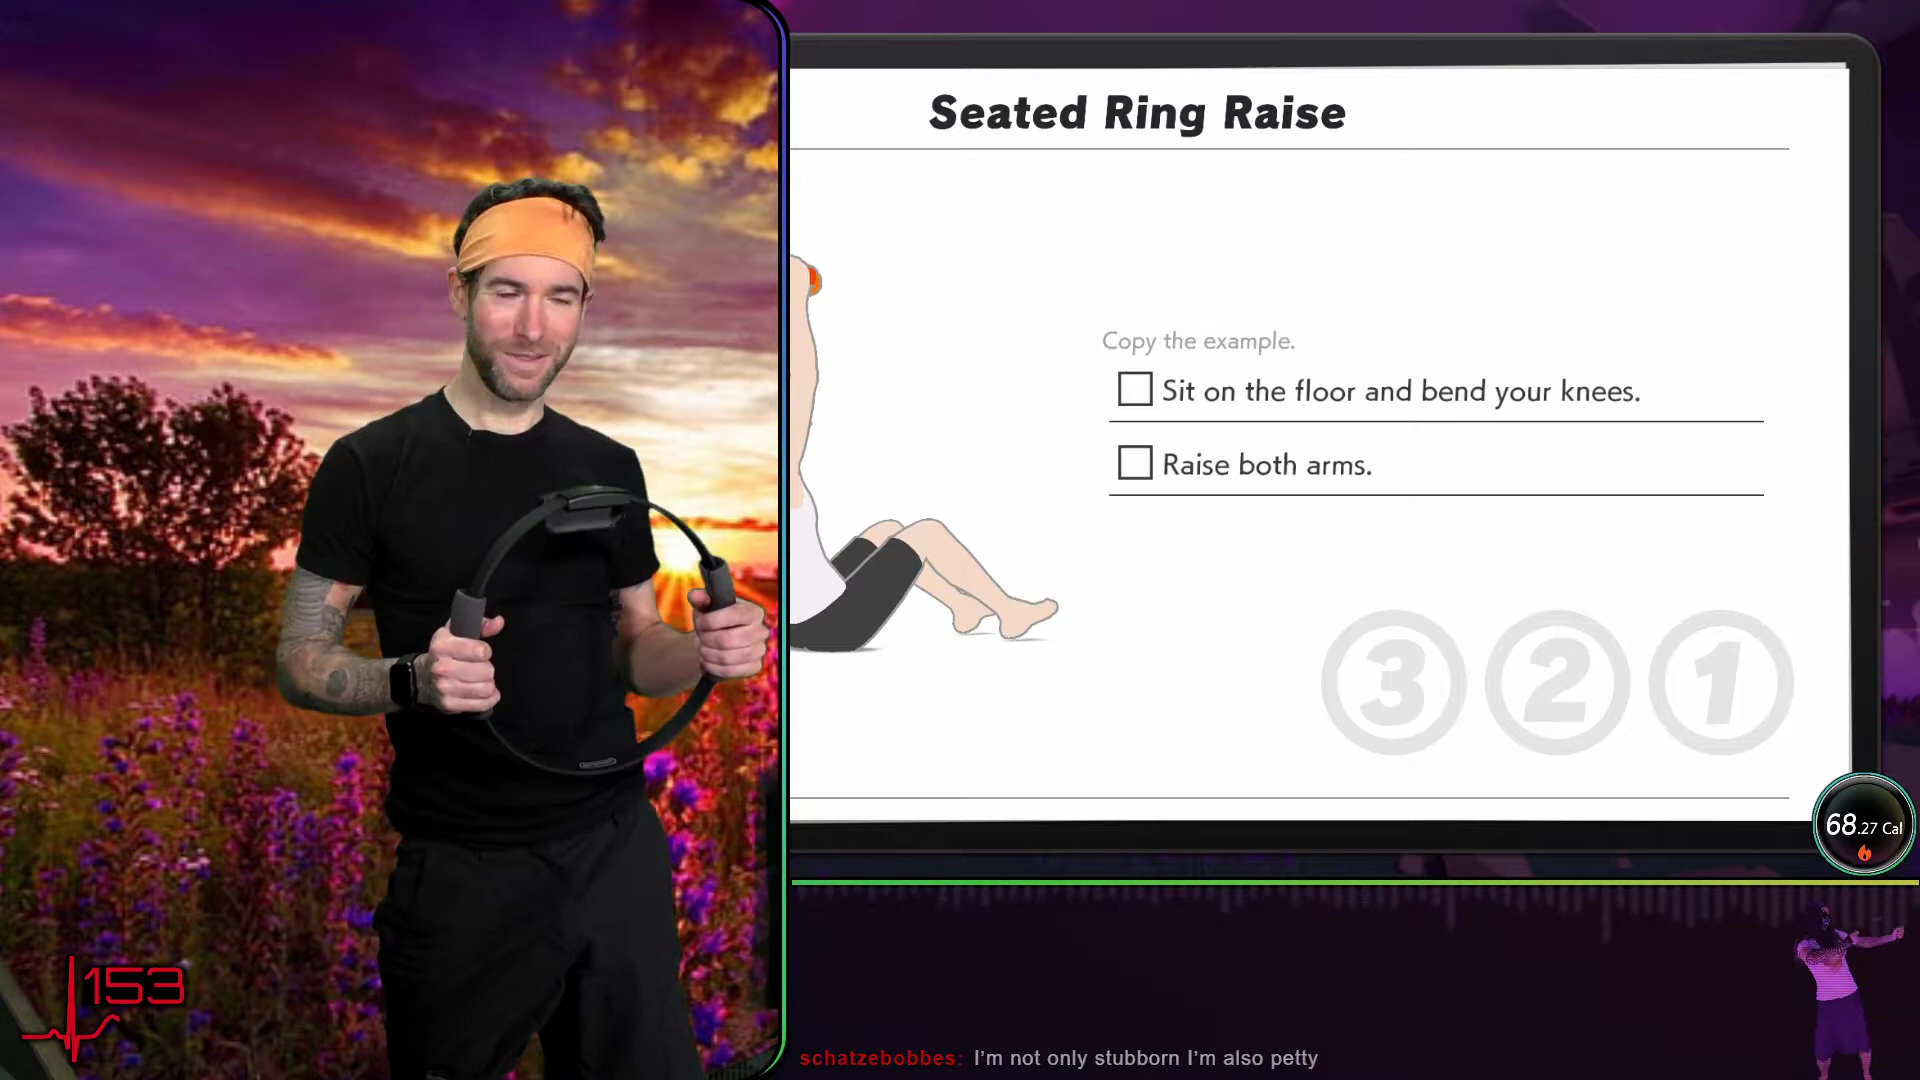 Seated Ring Raise
Copy the example.
Sit on the floor and bend your knees.
Raise both arms.
3 2 1
68.27 Cal
153
schatzebobbes: I'm not only stubborn I'm also petty